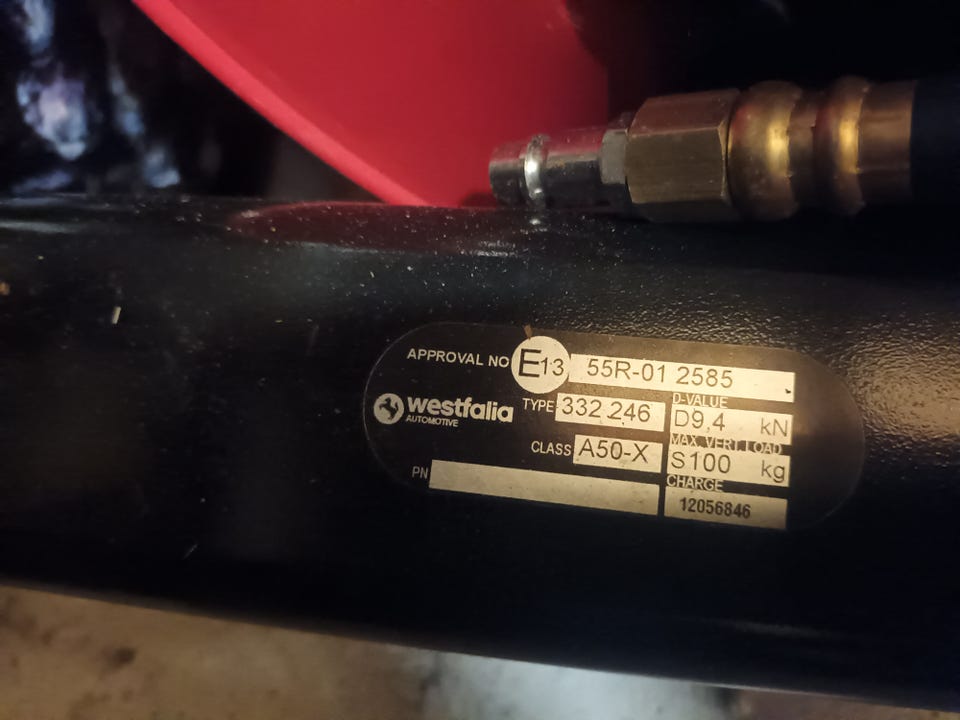 APPROVAL NO E13 55R-01 2585
westfalia
AUTOMOTIVE
TYPE 332 246
D-VALUE
D9,4 kN
CLASS A50-X
MAX. VERT. LOAD
S100 kg
PN
CHARGE
12056846